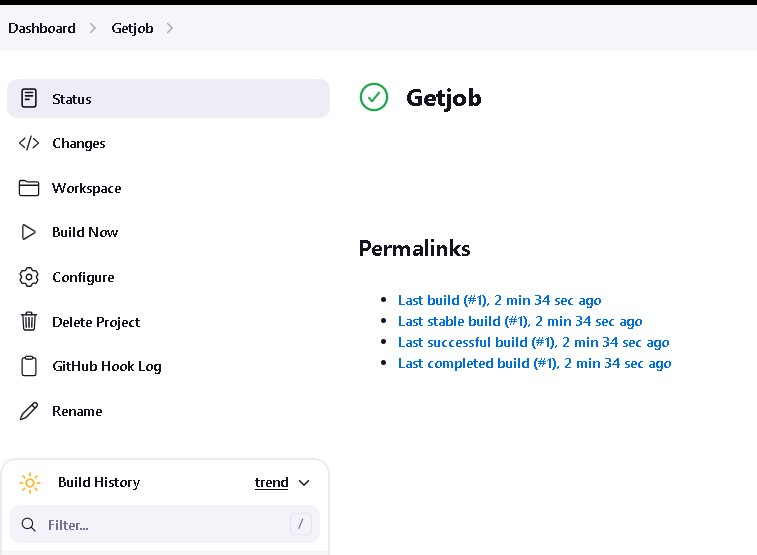 Dashboard > Getjob >
Status
Getjob
Changes
Workspace
Build Now
Configure
Delete Project
GitHub Hook Log
Rename
Permalinks
Last build (#1), 2 min 34 sec ago
Last stable build (#1), 2 min 34 sec ago
Last successful build (#1), 2 min 34 sec ago
Last completed build (#1), 2 min 34 sec ago
Build History trend
Filter... /